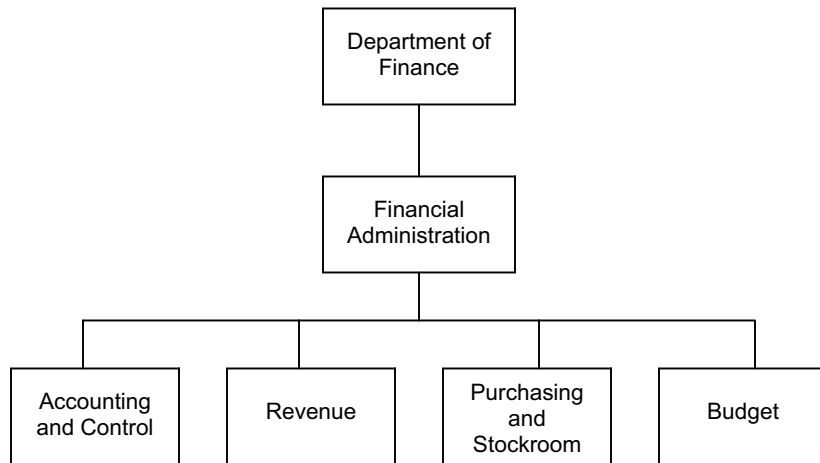 Department of
Finance
Financial
Administration
Accounting
and Control
Revenue
Purchasing
and
Stockroom
Budget